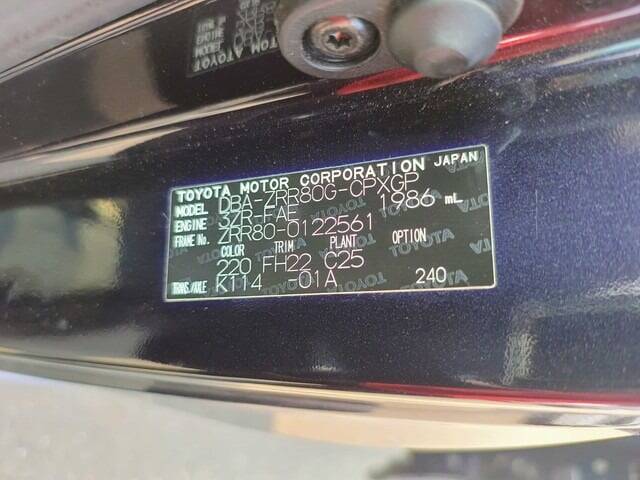 TOYOTA MOTOR CORPORATION JAPAN
MODEL DBA-ZRR80G-CPXGP
ENGINE 3ZR-FAE 1986 mL
FRAME No. ZRR80-0122561
COLOR TRIM PLANT OPTION
220 FH22 C25
TRANS./AXLE K114 01A 240